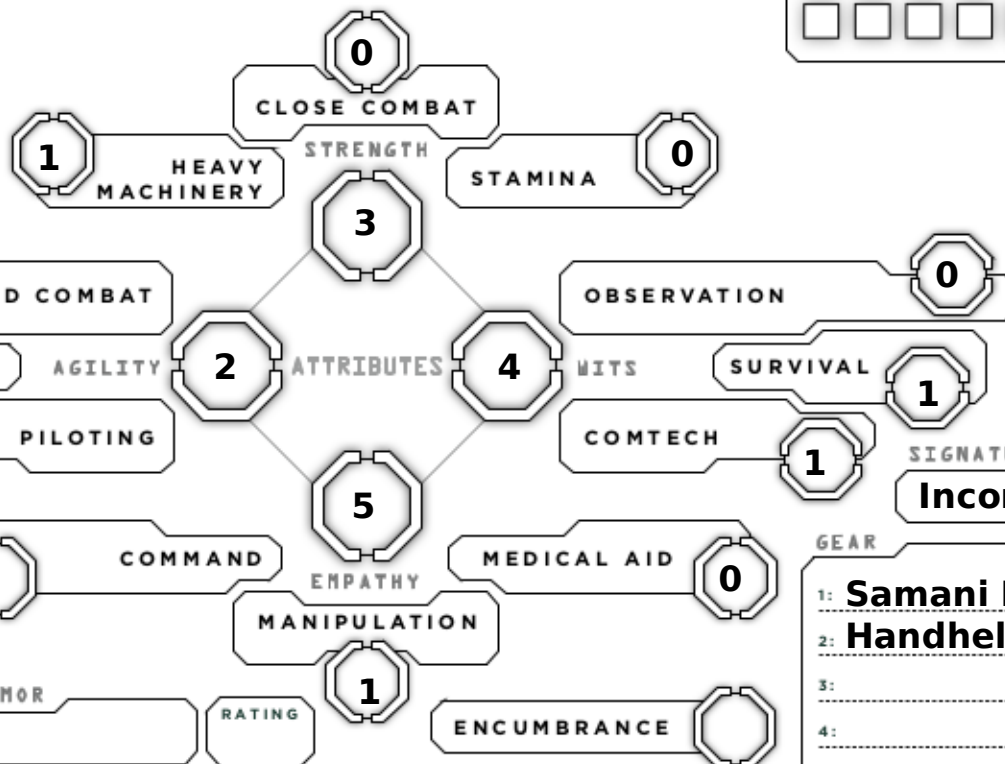 0
CLOSE COMBAT
1
HEAVY
MACHINERY
STRENGTH
3
STAMINA
0
D COMBAT
OBSERVATION
0
AGILITY
2
ATTRIBUTES
4
WITS
SURVIVAL
1
PILOTING
COMTECH
1
SIGNAT
Inco
5
COMMAND
EMPATHY
MEDICAL AID
0
GEAR
1: Samani
2: Handhel
3:
4:
MANIPULATION
1
MOR
RATING
ENCUMBRANCE